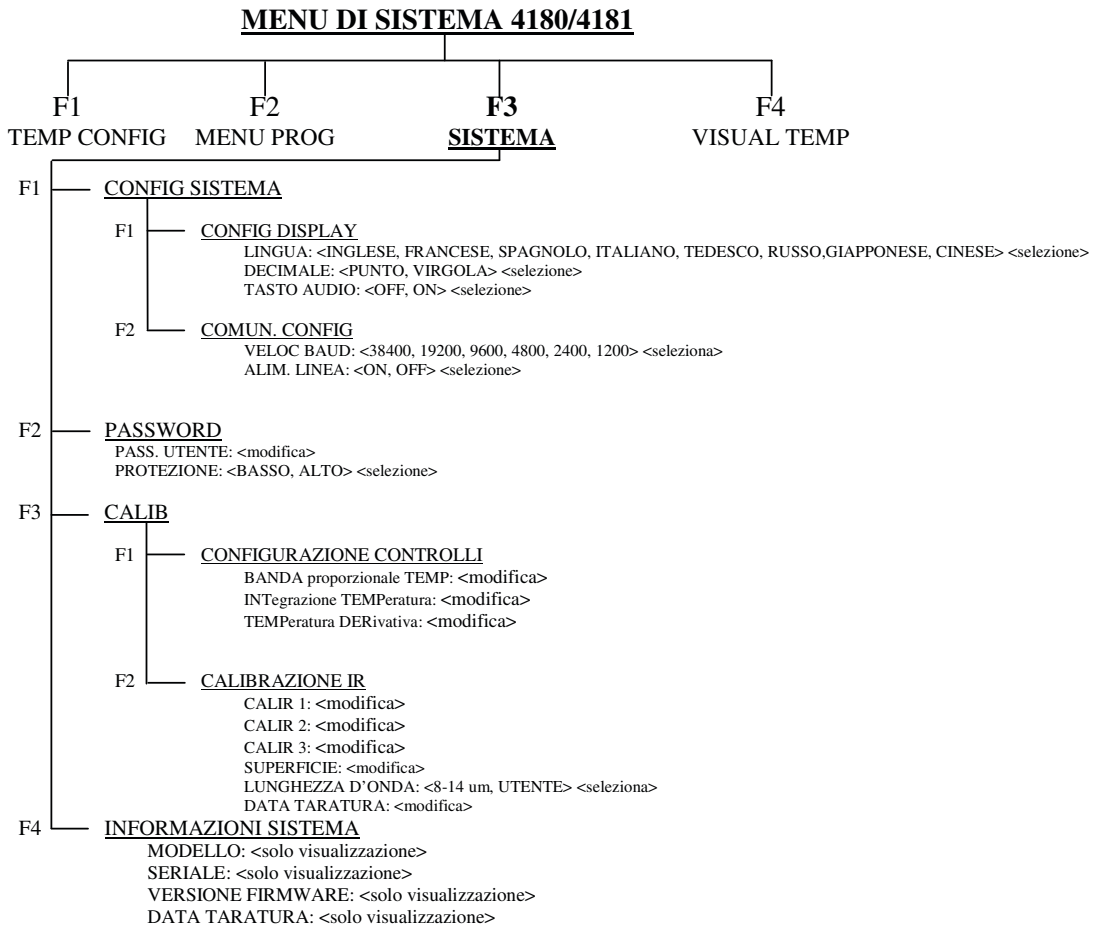 MENU DI SISTEMA 4180/4181
F1 F2 F3 F4
TEMP CONFIG MENU PROG SISTEMA VISUAL TEMP
F1 CONFIG SISTEMA
F1 CONFIG DISPLAY
LINGUA: <INGLESE, FRANCESE, SPAGNOLO, ITALIANO, TEDESCO, RUSSO,GIAPPONESE, CINESE> <selezione>
DECIMALE: <PUNTO, VIRGOLA> <selezione>
TASTO AUDIO: <OFF, ON> <selezione>
F2 COMUN. CONFIG
VELOC BAUD: <38400, 19200, 9600, 4800, 2400, 1200> <seleziona>
ALIM. LINEA: <ON, OFF> <selezione>
F2 PASSWORD
PASS. UTENTE: <modifica>
PROTEZIONE: <BASSO, ALTO> <selezione>
F3 CALIB
F1 CONFIGURAZIONE CONTROLLI
BANDA proporzionale TEMP: <modifica>
INTegrazione TEMPeratura: <modifica>
TEMPeratura DERivativa: <modifica>
F2 CALIBRAZIONE IR
CALIR 1: <modifica>
CALIR 2: <modifica>
CALIR 3: <modifica>
SUPERFICIE: <modifica>
LUNGHEZZA D'ONDA: <8-14 um, UTENTE> <seleziona>
DATA TARATURA: <modifica>
F4 INFORMAZIONI SISTEMA
MODELLO: <solo visualizzazione>
SERIALE: <solo visualizzazione>
VERSIONE FIRMWARE: <solo visualizzazione>
DATA TARATURA: <solo visualizzazione>